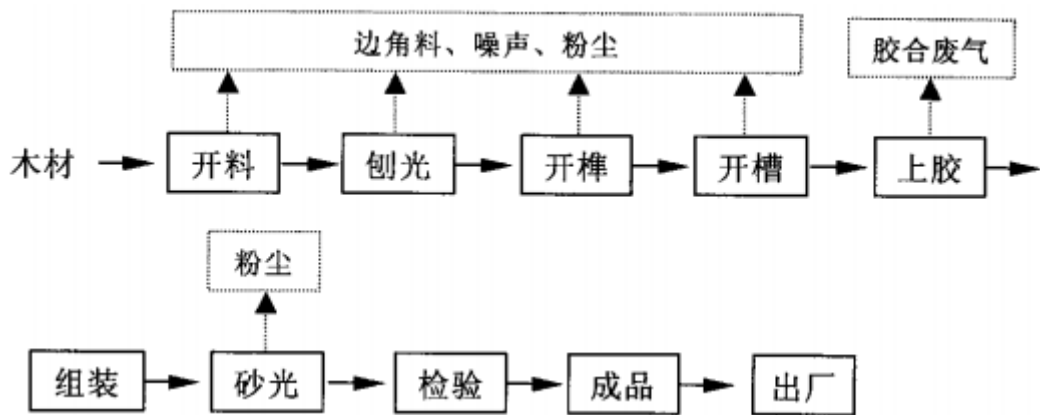 边角料、噪声、粉尘
胶合废气
木材
开料
刨光
开榫
开槽
上胶
粉尘
组装
砂光
检验
成品
出厂